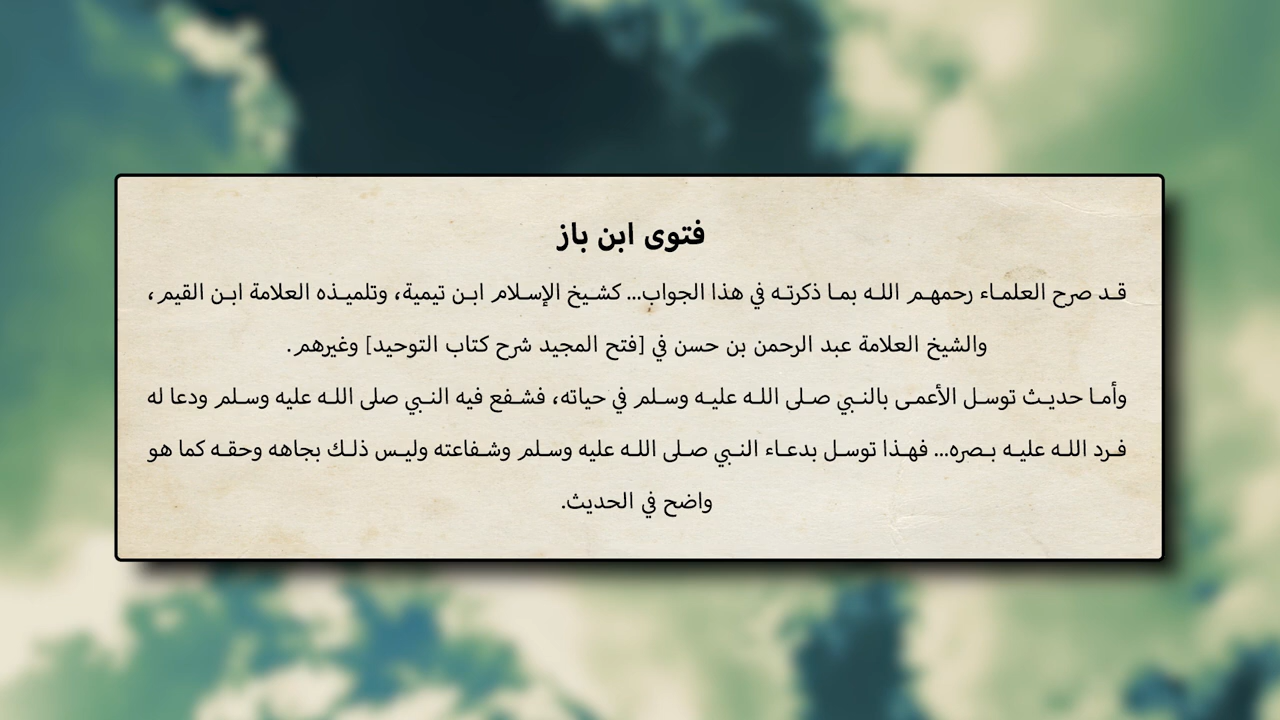 فتوى ابن باز
قد صرح العلماء رحمهم الله بما ذكرته في هذا الجواب... كشيخ الإسلام ابن تيمية، وتلميذه العلامة ابن القيم،
والشيخ العلامة عبد الرحمن بن حسن في [فتح المجيد شرح كتاب التوحيد] وغيرهم.
وأما حديث توسل الأعمى بالنبي صلى الله عليه وسلم في حياته، فشفع فيه النبي صلى الله عليه وسلم ودعا له
فرد الله عليه بصره... فهذا توسل بدعاء النبي صلى الله عليه وسلم وشفاعته وليس ذلك بجاهه وحقه كما هو
واضح في الحديث.